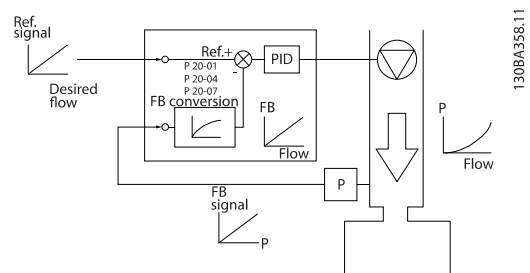 Ref.
signal
Desired
flow
Ref.+
-
P 20-01
P 20-04
P 20-07
FB conversion
PID
FB
Flow
P
Flow
P
FB
signal
P
130BA358.11